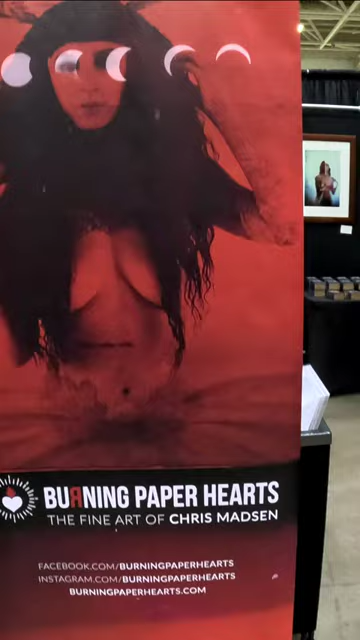 BURNING PAPER HEARTS
THE FINE ART OF CHRIS MADSEN
FACEBOOK.COM/BURNINGPAPERHEARTS
INSTAGRAM.COM/BURNINGPAPERHEARTS
BURNINGPAPERHEARTS.COM